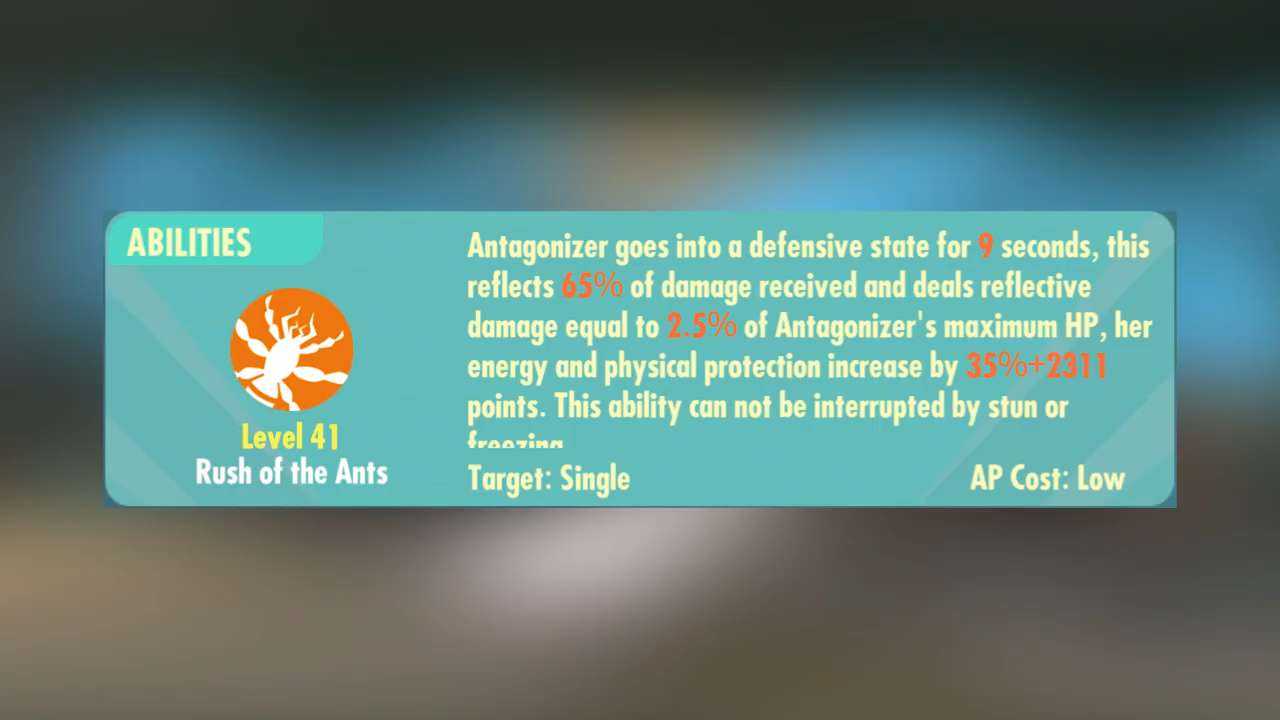 ABILITIES
Antagonizer goes into a defensive state for 9 seconds, this
reflects 65% of damage received and deals reflective
damage equal to 2.5% of Antagonizer's maximum HP, her
energy and physical protection increase by 35%+2311
points. This ability can not be interrupted by stun or
freezing
Level 41
Rush of the Ants
Target: Single
AP Cost: Low